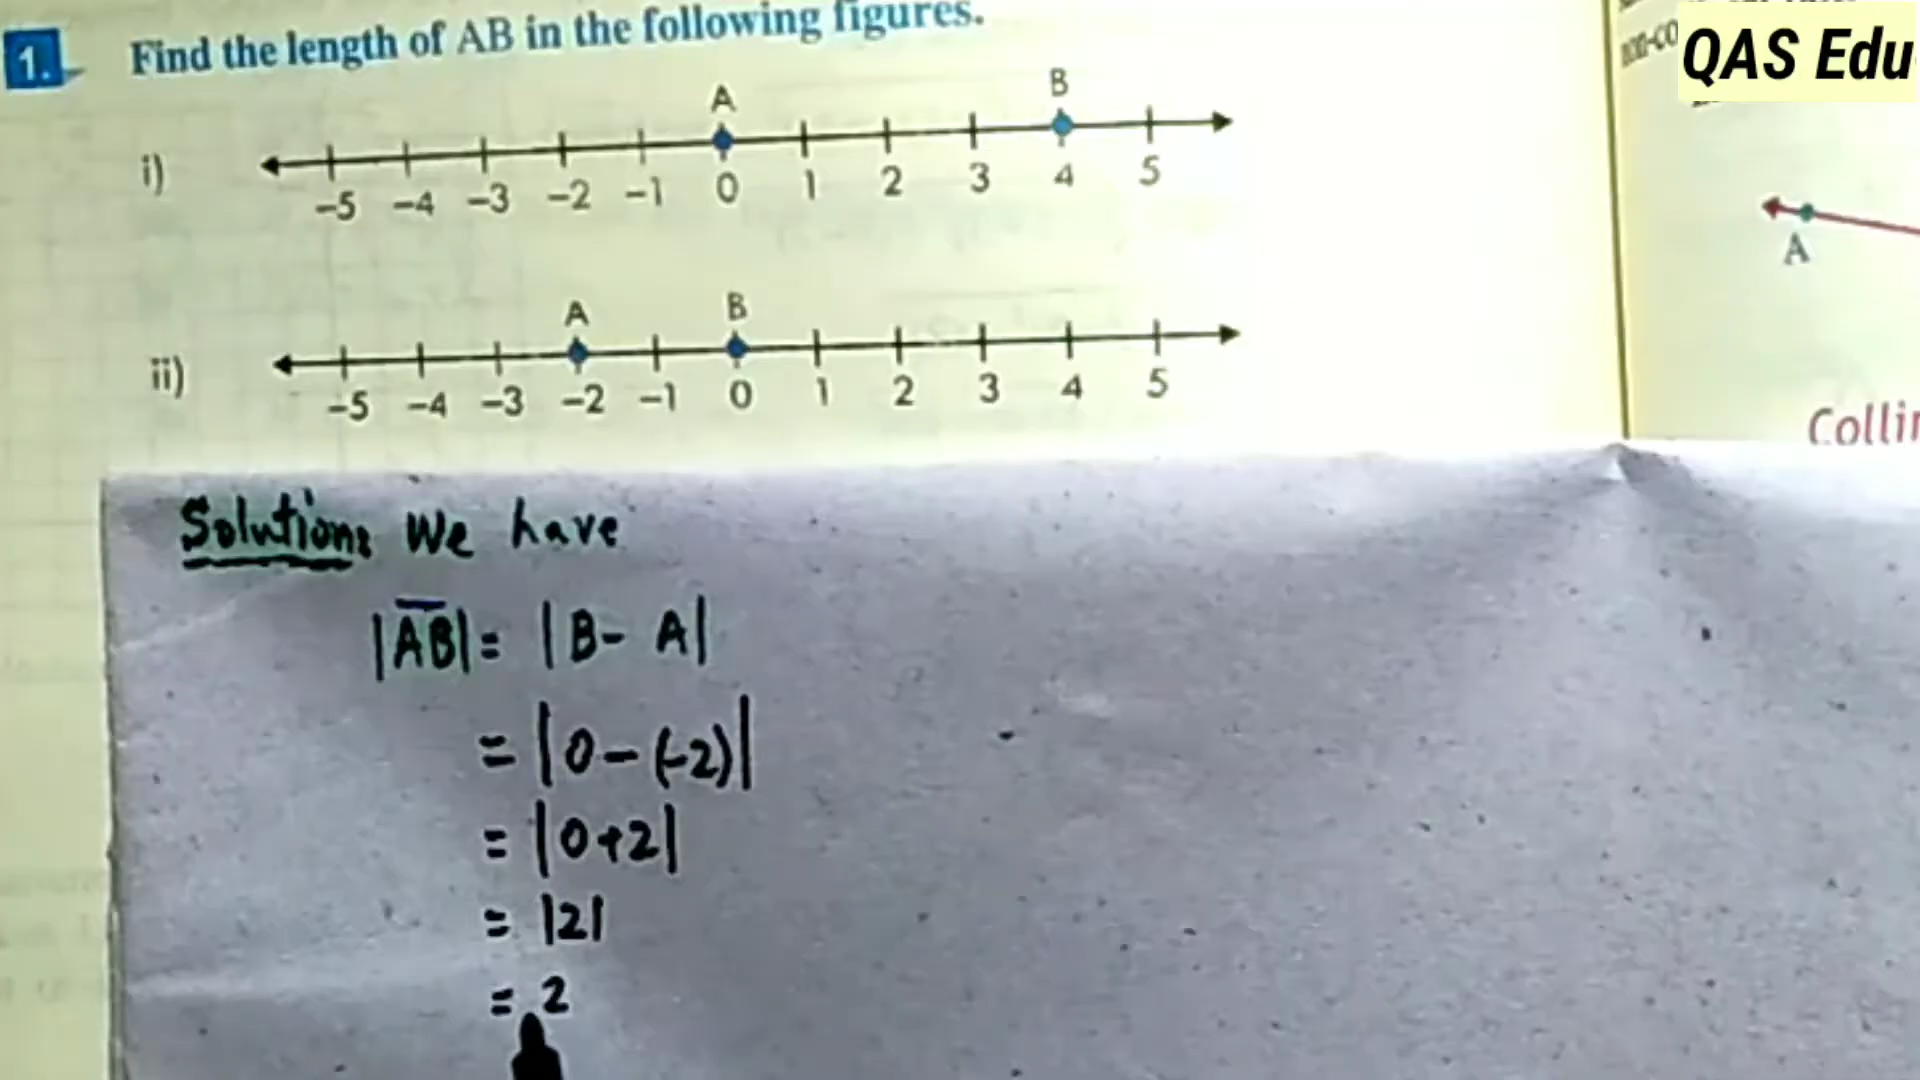 1. Find the length of AB in the following figures.
QAS Edu
A B
i)
-5 -4 -3 -2 -1 0 1 2 3 4 5
A
A B
ii)
-5 -4 -3 -2 -1 0 1 2 3 4 5
Solution: We have
|A̅B̅| = |B - A|
= |0 - (-2)|
= |0+2|
= |2|
= 2